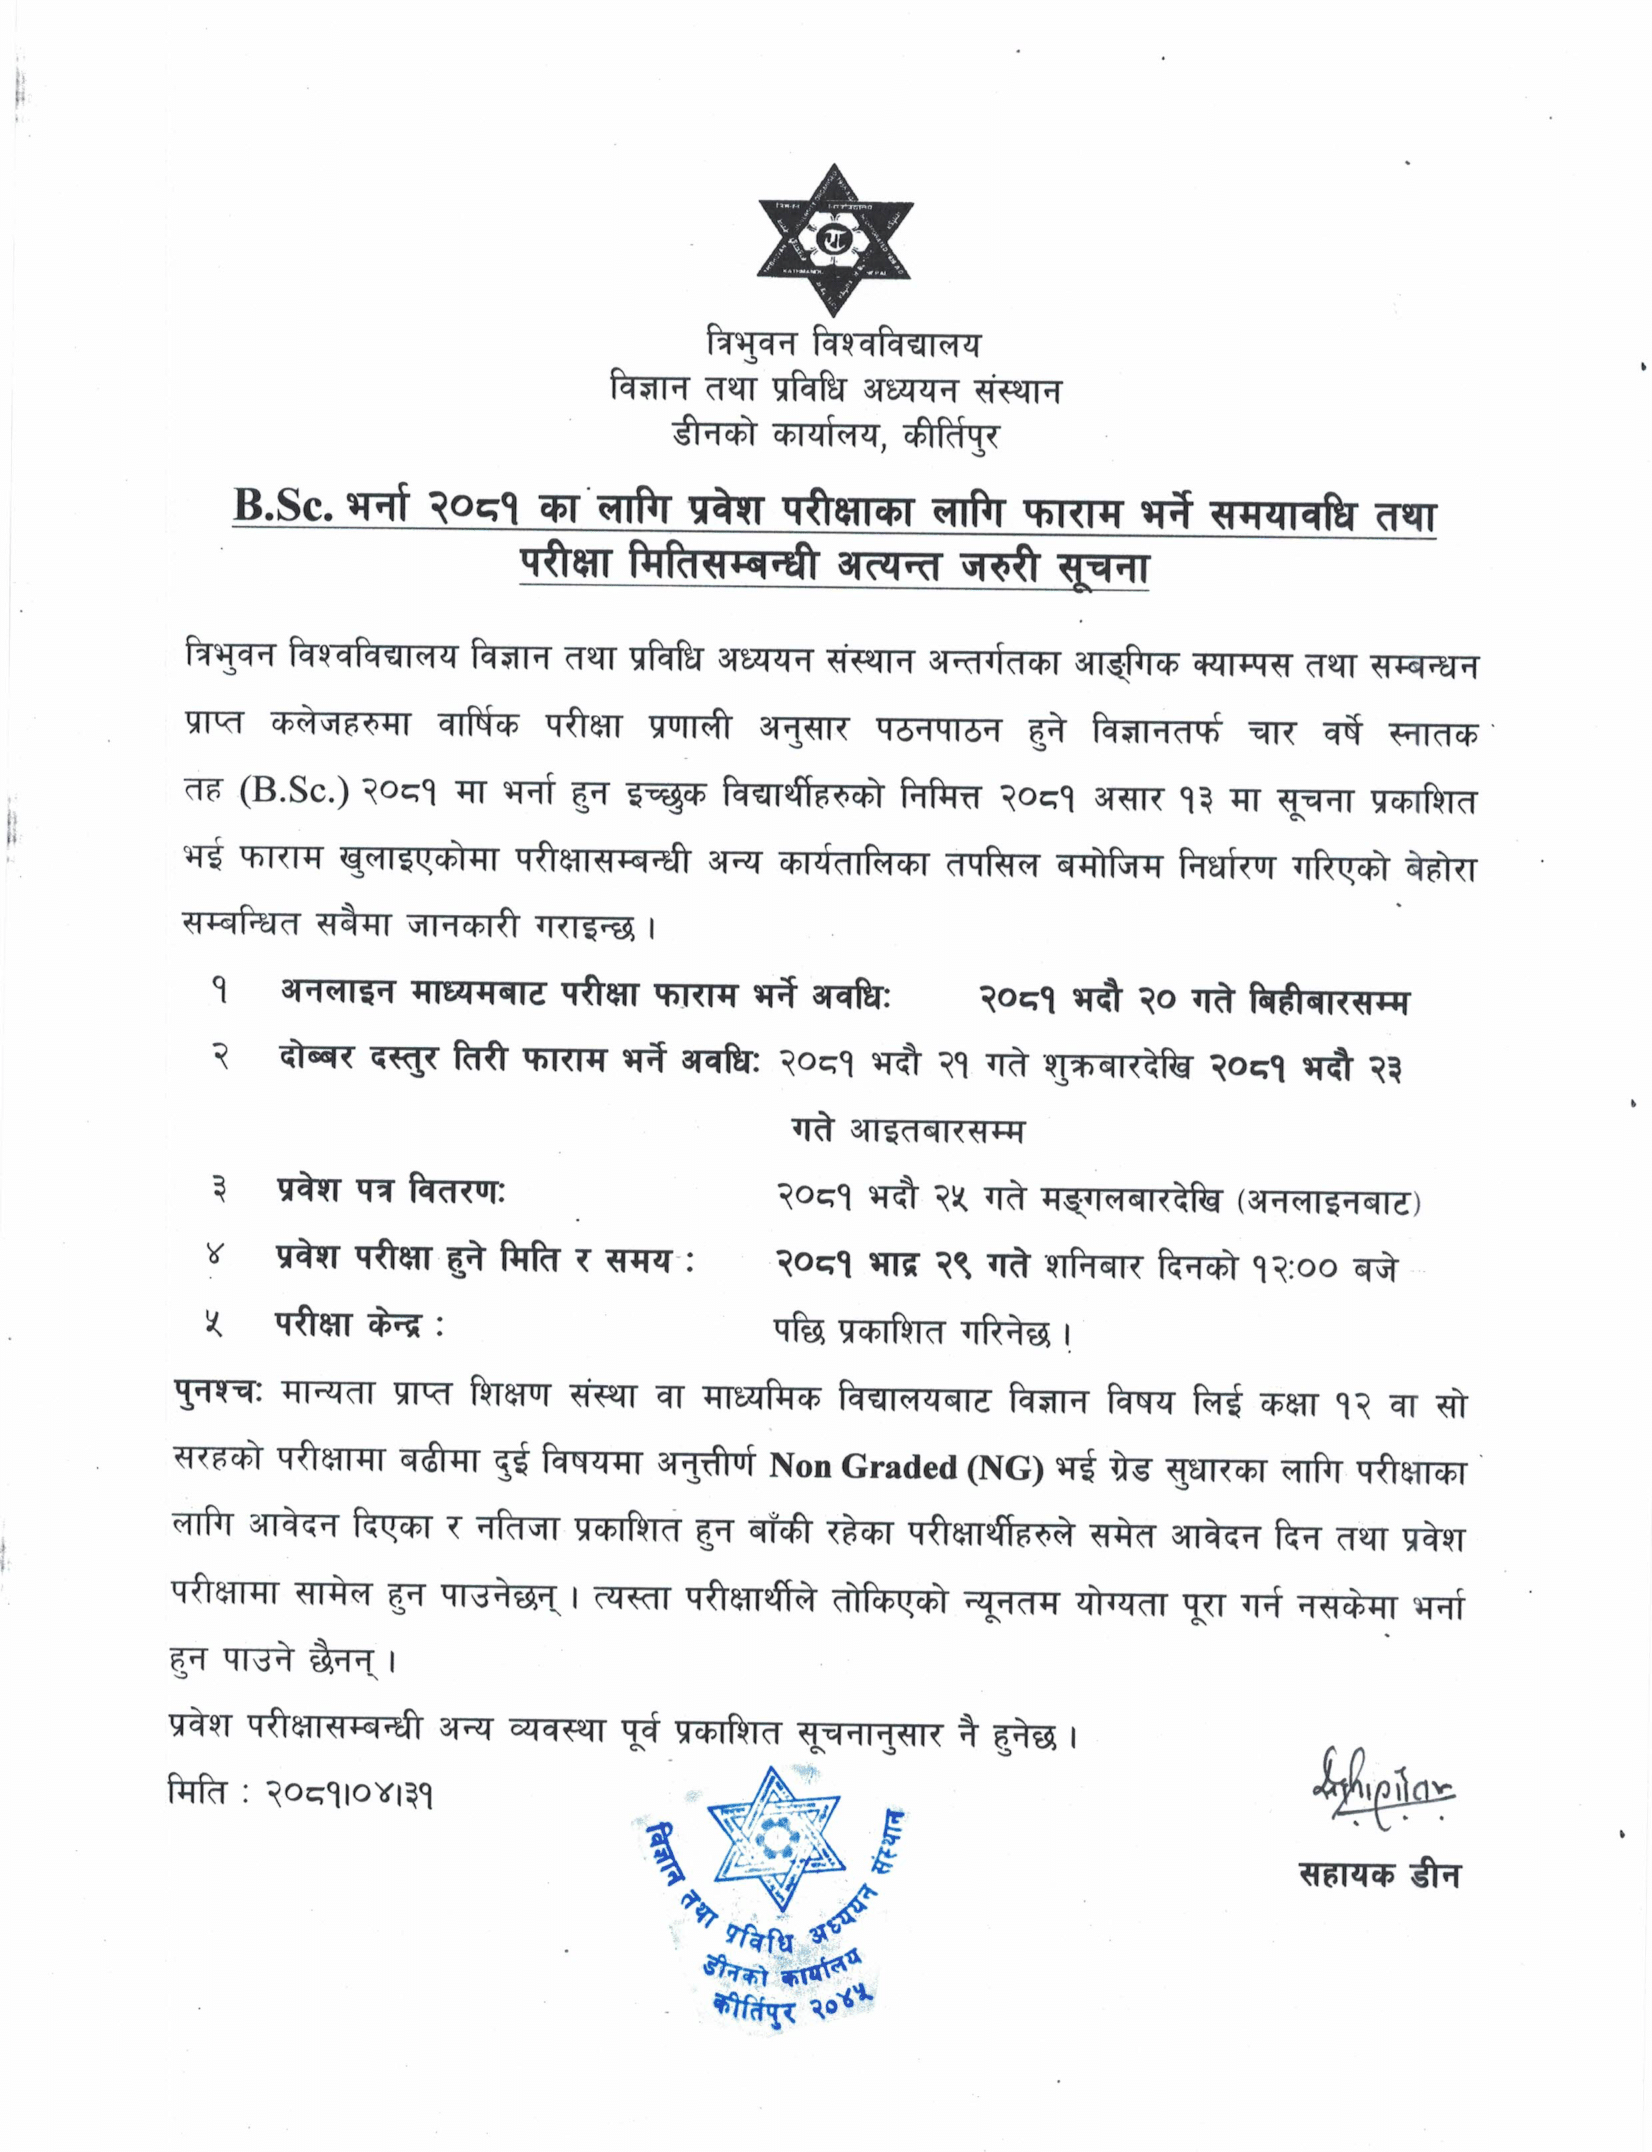 त्रिभुवन विश्वविद्यालय
विज्ञान तथा प्रविधि अध्ययन संस्थान
डीनको कार्यालय, कीर्तिपुर
B.Sc. भर्ना २०८१ का लागि प्रवेश परीक्षाका लागि फाराम भर्ने समयावधि तथा
परीक्षा मितिसम्बन्धी अत्यन्त जरुरी सूचना
त्रिभुवन विश्वविद्यालय विज्ञान तथा प्रविधि अध्ययन संस्थान अन्तर्गतका आङ्गिक क्याम्पस तथा सम्बन्धन
प्राप्त कलेजहरुमा वार्षिक परीक्षा प्रणाली अनुसार पठनपाठन हुने विज्ञानतर्फ चार वर्षे स्नातक
तह (B.Sc.) २०८१ मा भर्ना हुन इच्छुक विद्यार्थीहरुको निमित्त २०८१ असार १३ मा सूचना प्रकाशित
भई फाराम खुलाइएकोमा परीक्षासम्बन्धी अन्य कार्यतालिका तपसिल बमोजिम निर्धारण गरिएको बेहोरा
सम्बन्धित सबैमा जानकारी गराइन्छ ।
१ अनलाइन माध्यमबाट परीक्षा फाराम भर्ने अवधिः २०८१ भदौ २० गते बिहीबारसम्म
२ दोब्बर दस्तुर तिरी फाराम भर्ने अवधिः २०८१ भदौ २१ गते शुक्रबारदेखि २०८१ भदौ २३
गते आइतबारसम्म
३ प्रवेश पत्र वितरणः २०८१ भदौ २५ गते मङ्गलबारदेखि (अनलाइनबाट)
४ प्रवेश परीक्षा हुने मिति र समय : २०८१ भाद्र २९ गते शनिबार दिनको १२:०० बजे
५ परीक्षा केन्द्र : पछि प्रकाशित गरिनेछ ।
पुनश्चः मान्यता प्राप्त शिक्षण संस्था वा माध्यमिक विद्यालयबाट विज्ञान विषय लिई कक्षा १२ वा सो
सरहको परीक्षामा बढीमा दुई विषयमा अनुत्तीर्ण Non Graded (NG) भई ग्रेड सुधारका लागि परीक्षाका
लागि आवेदन दिएका र नतिजा प्रकाशित हुन बाँकी रहेका परीक्षार्थीहरुले समेत आवेदन दिन तथा प्रवेश
परीक्षामा सामेल हुन पाउनेछन् । त्यस्ता परीक्षार्थीले तोकिएको न्यूनतम योग्यता पूरा गर्न नसकेमा भर्ना
हुन पाउने छैनन् ।
प्रवेश परीक्षासम्बन्धी अन्य व्यवस्था पूर्व प्रकाशित सूचनानुसार नै हुनेछ ।
मिति : २०८१।०४।३१
सहायक डीन
विज्ञान तथा प्रविधि अध्ययन संस्थान
डीनको कार्यालय
कीर्तिपुर २०४५